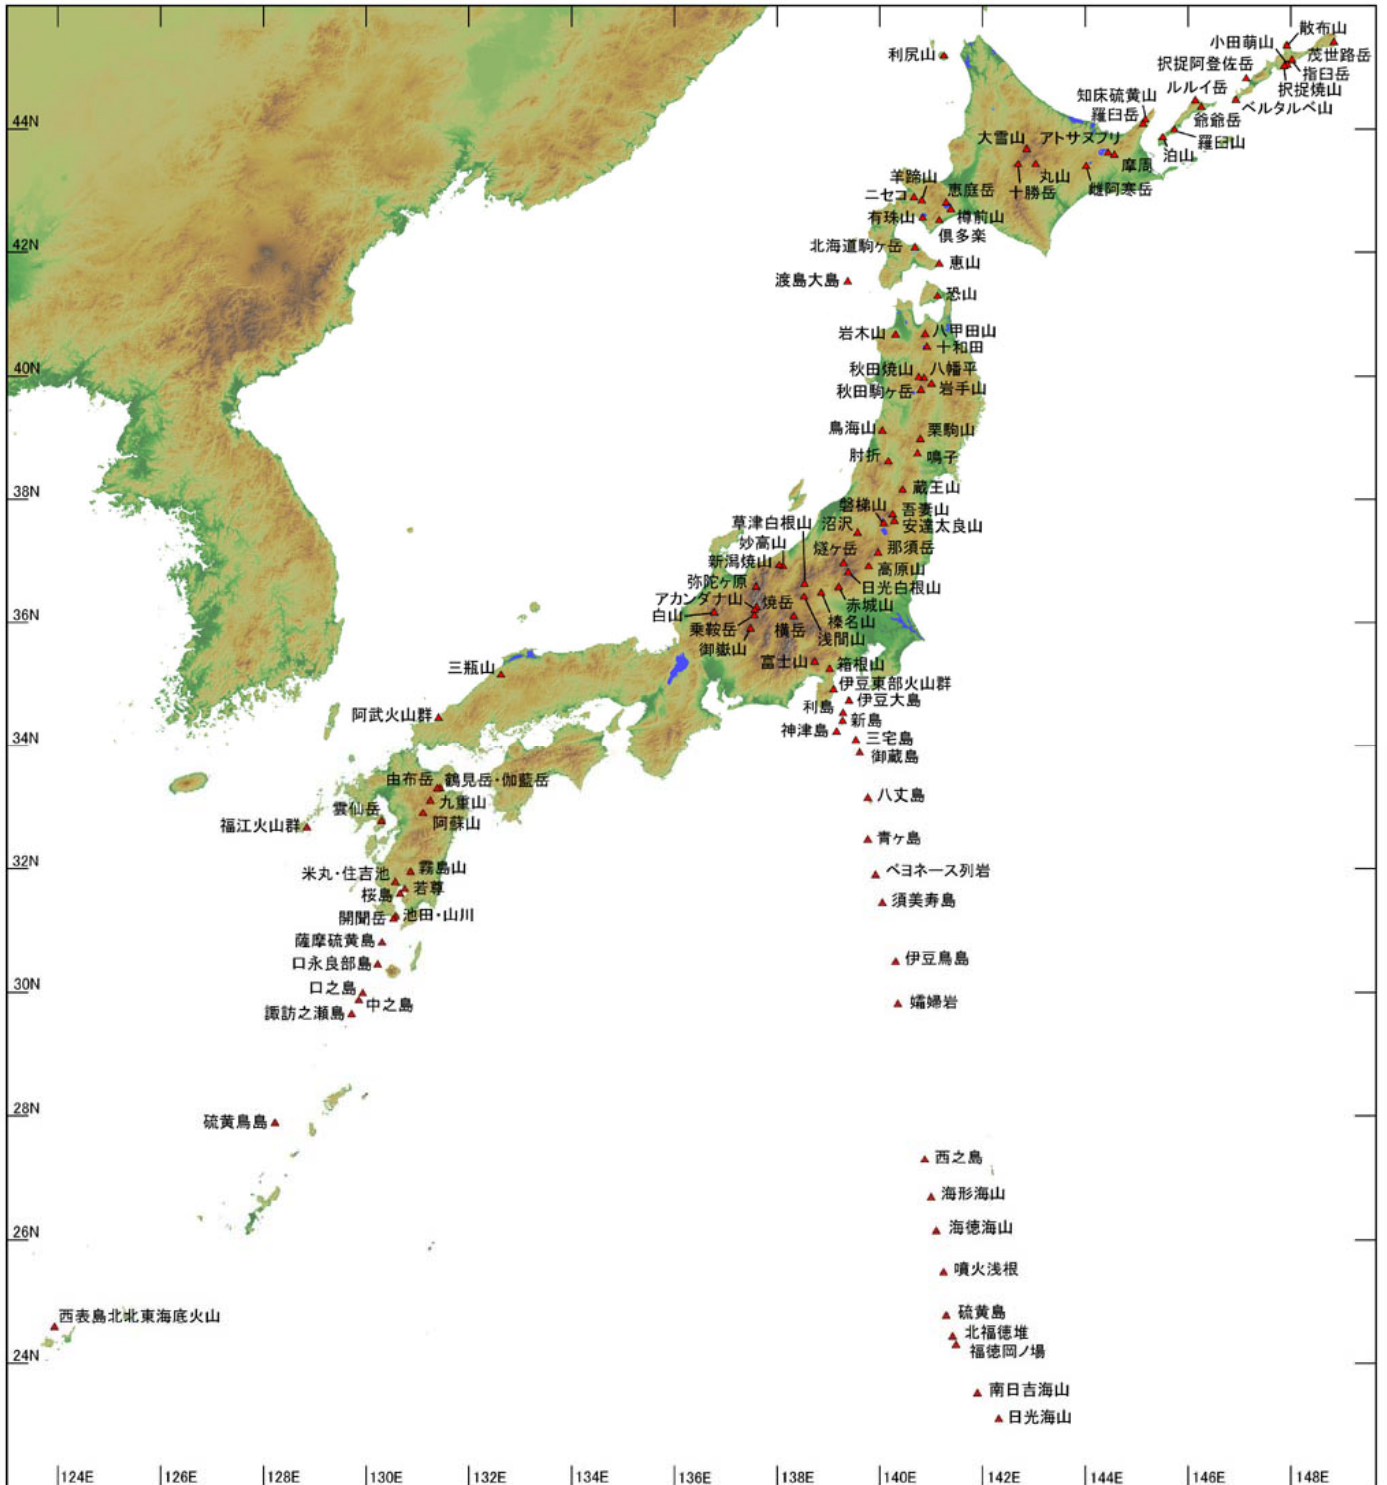 散布山
小田萌山
茂世路岳
利尻山
択捉阿登佐岳
指臼岳
択捉焼山
ルルイ岳
知床硫黄山
ベルタルベ山
羅臼岳
爺爺岳
44N
大雪山
アトサヌプリ
羅臼山
泊山
摩周
羊蹄山
丸山
雌阿寒岳
ニセコ
恵庭岳
十勝岳
有珠山
樽前山
倶多楽
42N
北海道駒ヶ岳
恵山
渡島大島
恐山
岩木山
八甲田山
十和田
40N
秋田焼山
八幡平
秋田駒ヶ岳
岩手山
鳥海山
栗駒山
肘折
鳴子
38N
蔵王山
磐梯山
吾妻山
草津白根山
沼沢
安達太良山
妙高山
燧ヶ岳
那須岳
新潟焼山
高原山
弥陀ヶ原
日光白根山
アカンダナ山
焼岳
赤城山
36N
白山
榛名山
乗鞍岳
横岳
浅間山
御嶽山
富士山
箱根山
三瓶山
伊豆東部火山群
伊豆大島
利島
阿武火山群
新島
神津島
34N
三宅島
御蔵島
由布岳
鶴見岳・伽藍岳
九重山
八丈島
雲仙岳
福江火山群
阿蘇山
青ヶ島
32N
霧島山
米丸・住吉池
ベヨネース列岩
若尊
桜島
須美寿島
開聞岳
池田・山川
薩摩硫黄島
口永良部島
伊豆鳥島
30N
口之島
中之島
諏訪之瀬島
孀婦岩
28N
硫黄鳥島
西之島
海形海山
26N
海徳海山
噴火浅根
西表島北北東海底火山
硫黄島
北福徳堆
24N
福徳岡ノ場
南日吉海山
日光海山
124E
126E
128E
130E
132E
134E
136E
138E
140E
142E
144E
146E
148E